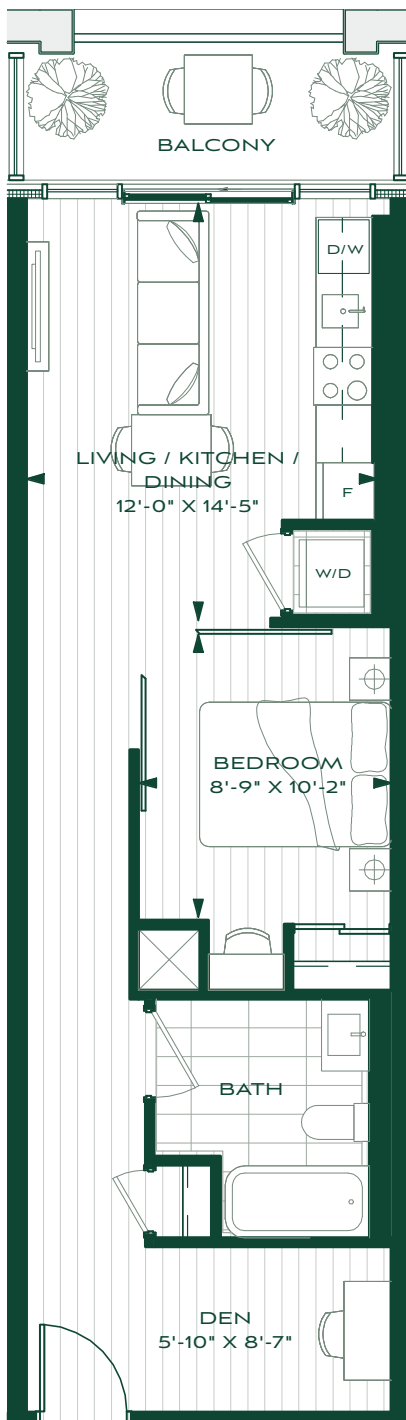 BALCONY
D/W
LIVING / KITCHEN /
DINING
12'-0" X 14'-5"
F
W/D
BEDROOM
8'-9" X 10'-2"
BATH
DEN
5'-10" X 8'-7"